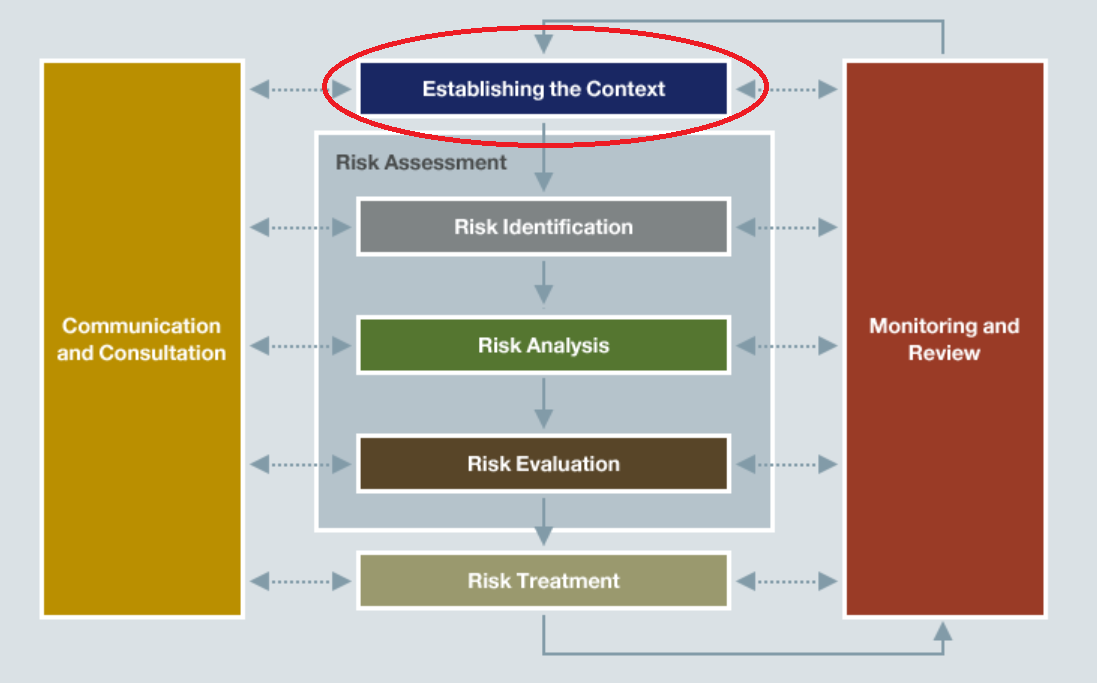 Establishing the Context
Risk Assessment
Risk Identification
Communication
and Consultation
Risk Analysis
Monitoring and
Review
Risk Evaluation
Risk Treatment